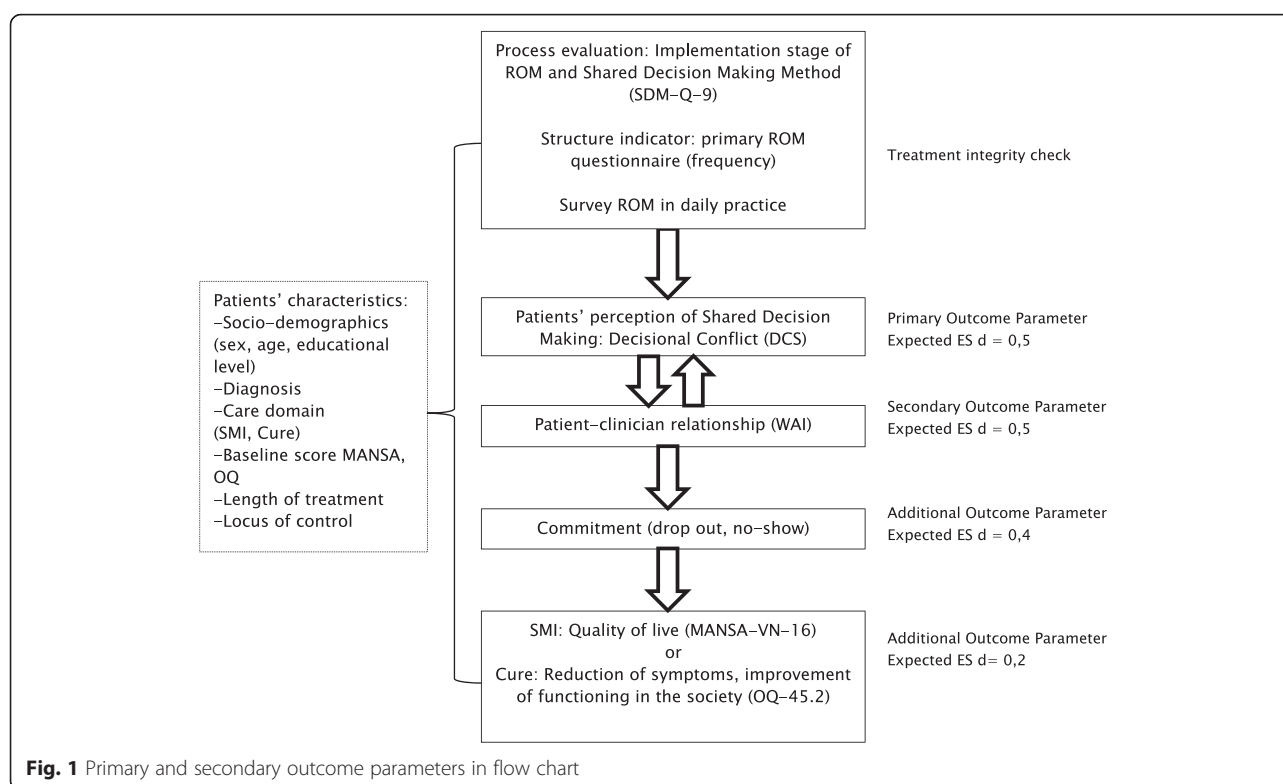 Process evaluation: Implementation stage of
ROM and Shared Decision Making Method
(SDM-Q-9)
Structure indicator: primary ROM
questionnaire (frequency)
Survey ROM in daily practice
Treatment integrity check
Patients' characteristics:
-Socio-demographics
(sex, age, educational
level)
-Diagnosis
-Care domain
(SMI, Cure)
-Baseline score MANSA,
OQ
-Length of treatment
-Locus of control
Patients' perception of Shared Decision
Making: Decisional Conflict (DCS)
Primary Outcome Parameter
Expected ES d = 0,5
Patient-clinician relationship (WAI)
Secondary Outcome Parameter
Expected ES d = 0,5
Commitment (drop out, no-show)
Additional Outcome Parameter
Expected ES d = 0,4
SMI: Quality of live (MANSA-VN-16)
or
Cure: Reduction of symptoms, improvement
of functioning in the society (OQ-45.2)
Additional Outcome Parameter
Expected ES d= 0,2
Fig. 1 Primary and secondary outcome parameters in flow chart